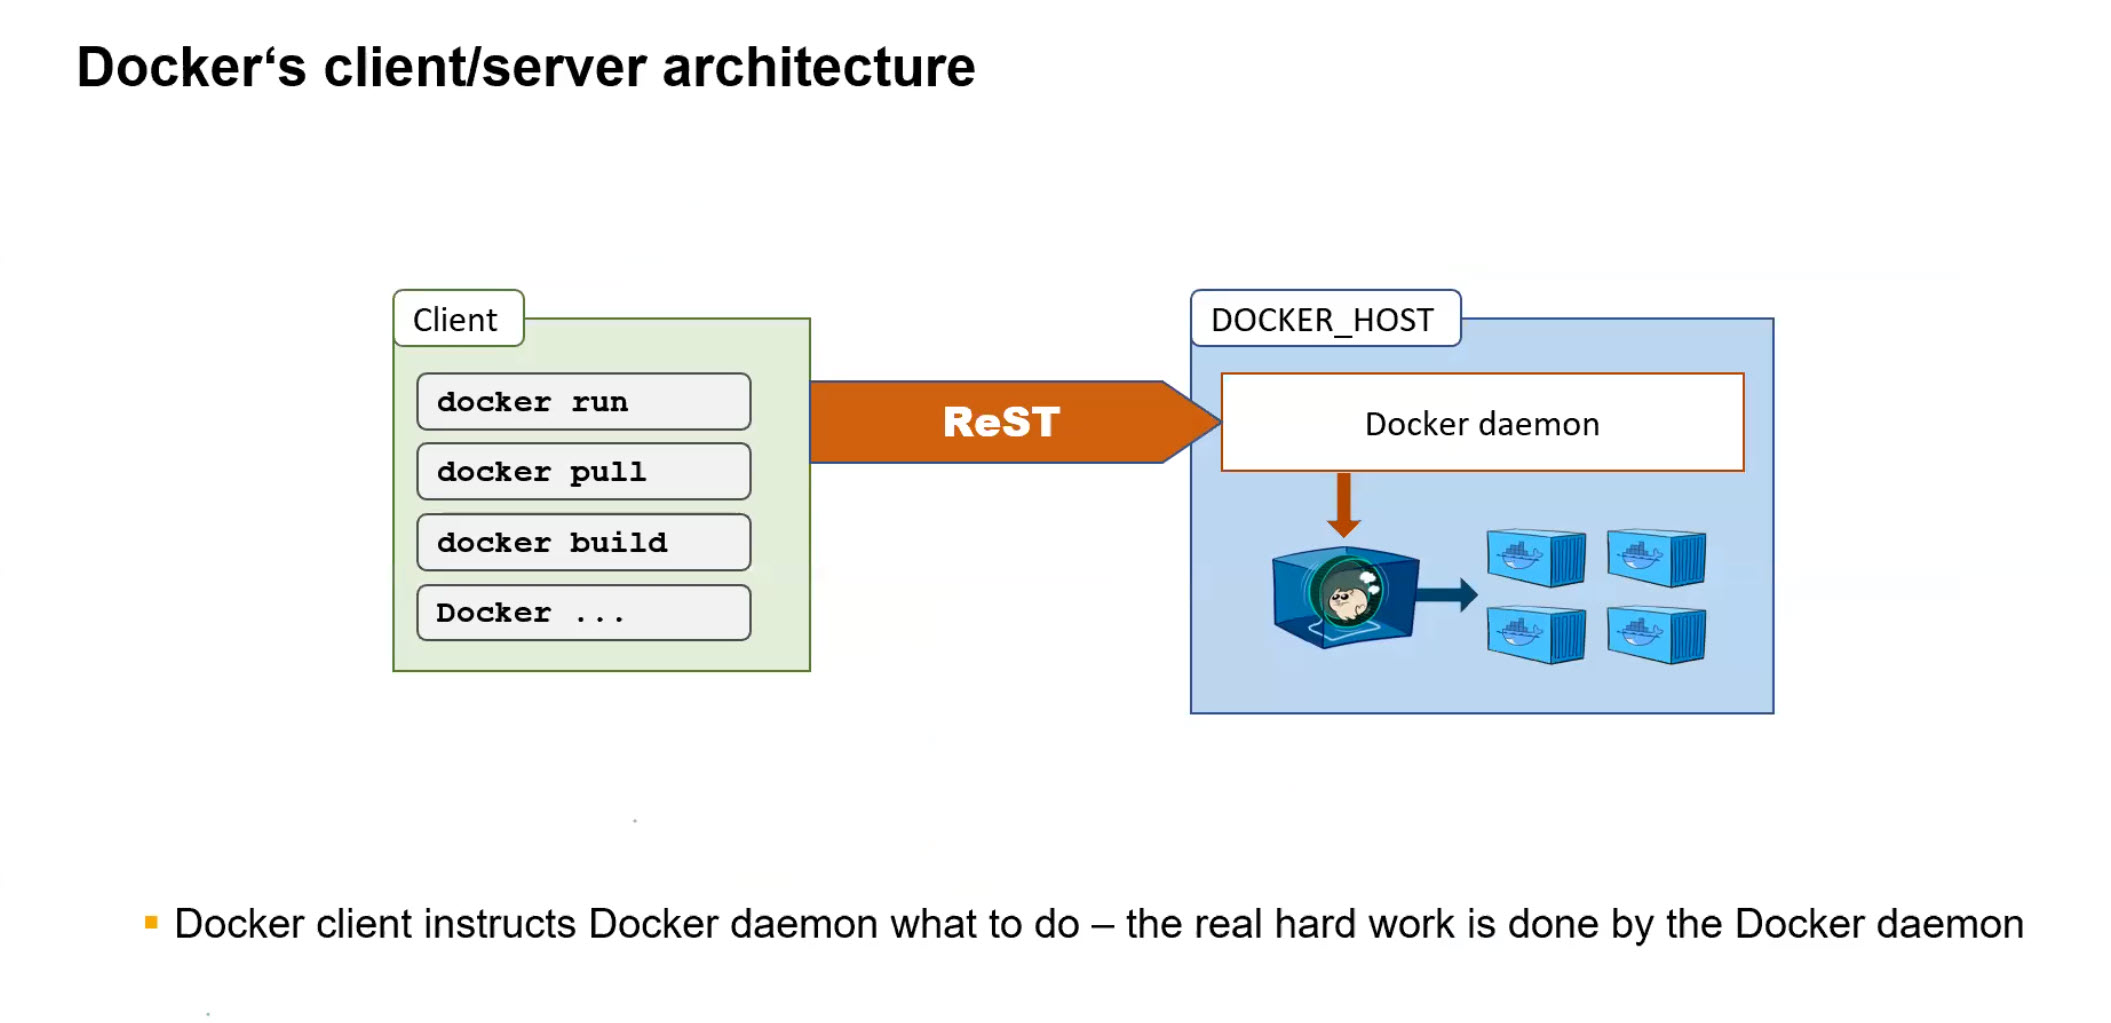 Docker‘s client/server architecture
Client
docker run
docker pull
docker build
Docker ...
ReST
DOCKER_HOST
Docker daemon
Docker client instructs Docker daemon what to do – the real hard work is done by the Docker daemon